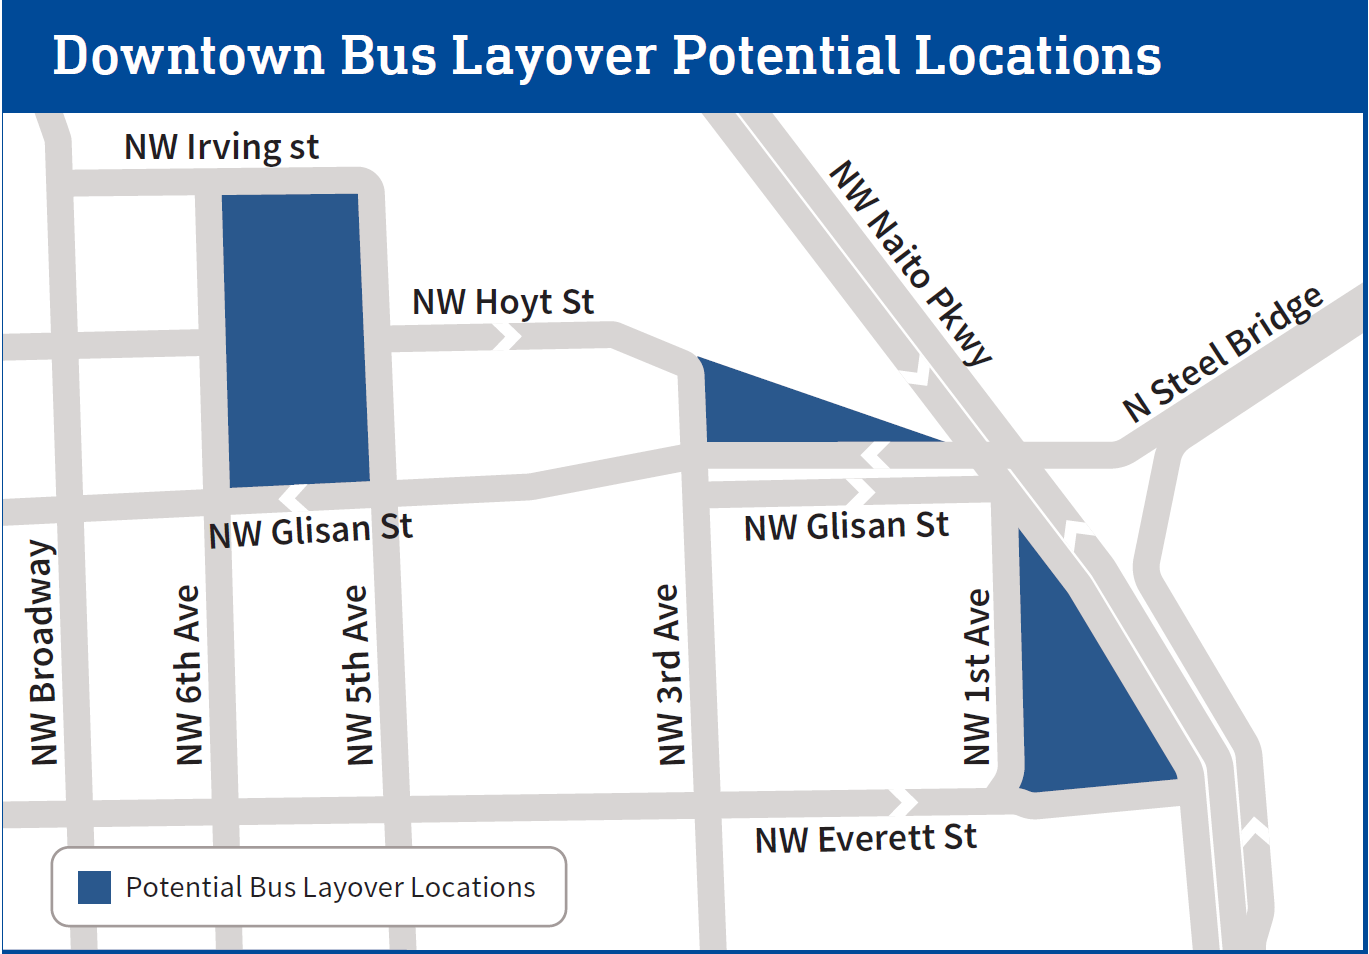 Downtown Bus Layover Potential Locations
NW Irving st
NW Naito Pkwy
NW Hoyt St
N Steel Bridge
NW Glisan St
NW Glisan St
NW Broadway
NW 6th Ave
NW 5th Ave
NW 3rd Ave
NW 1st Ave
NW Everett St
Potential Bus Layover Locations